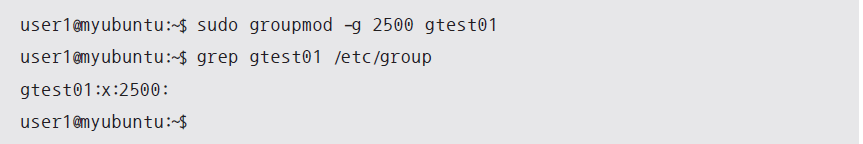 user1@myubuntu:~$ sudo groupmod -g 2500 gtest01
user1@myubuntu:~$ grep gtest01 /etc/group
gtest01:x:2500:
user1@myubuntu:~$